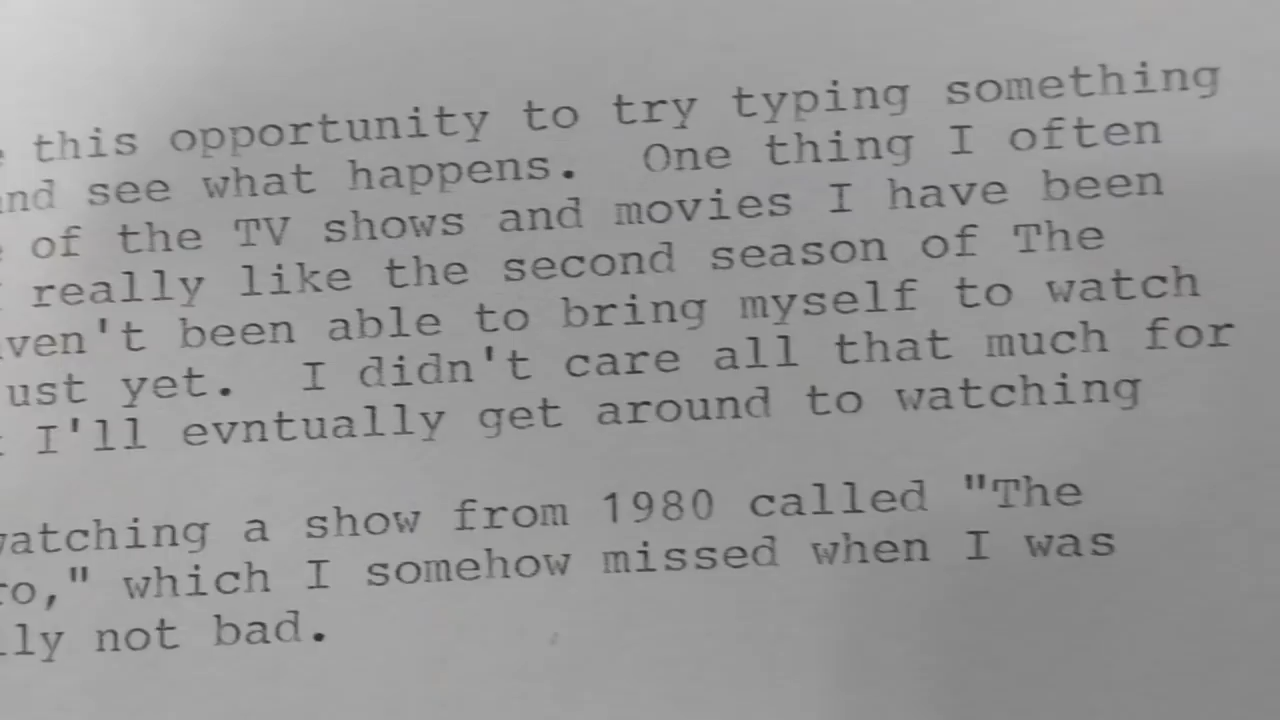 this opportunity to try typing something
see what happens.  One thing I often
of the TV shows and movies I have been
really like the second season of The
ven't been able to bring myself to watch
ust yet.  I didn't care all that much for
I'll evntually get around to watching
atching a show from 1980 called "The
o," which I somehow missed when I was
ly not bad.